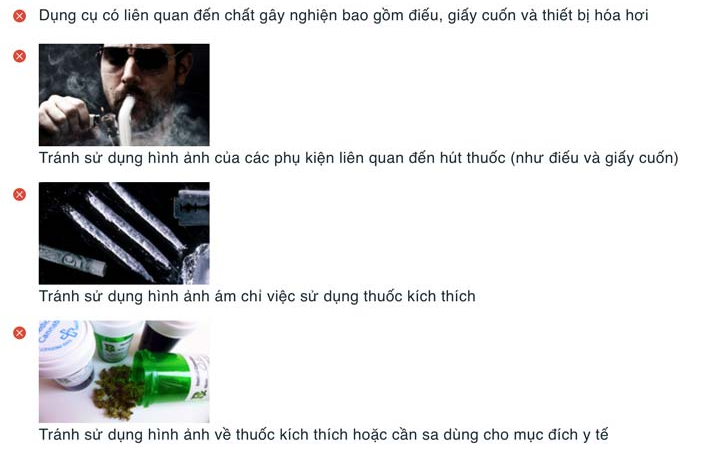 Dụng cụ có liên quan đến chất gây nghiện bao gồm điếu, giấy cuốn và thiết bị hóa hơi
Tránh sử dụng hình ảnh của các phụ kiện liên quan đến hút thuốc (như điếu và giấy cuốn)
Tránh sử dụng hình ảnh ám chỉ việc sử dụng thuốc kích thích
Tránh sử dụng hình ảnh về thuốc kích thích hoặc cần sa dùng cho mục đích y tế